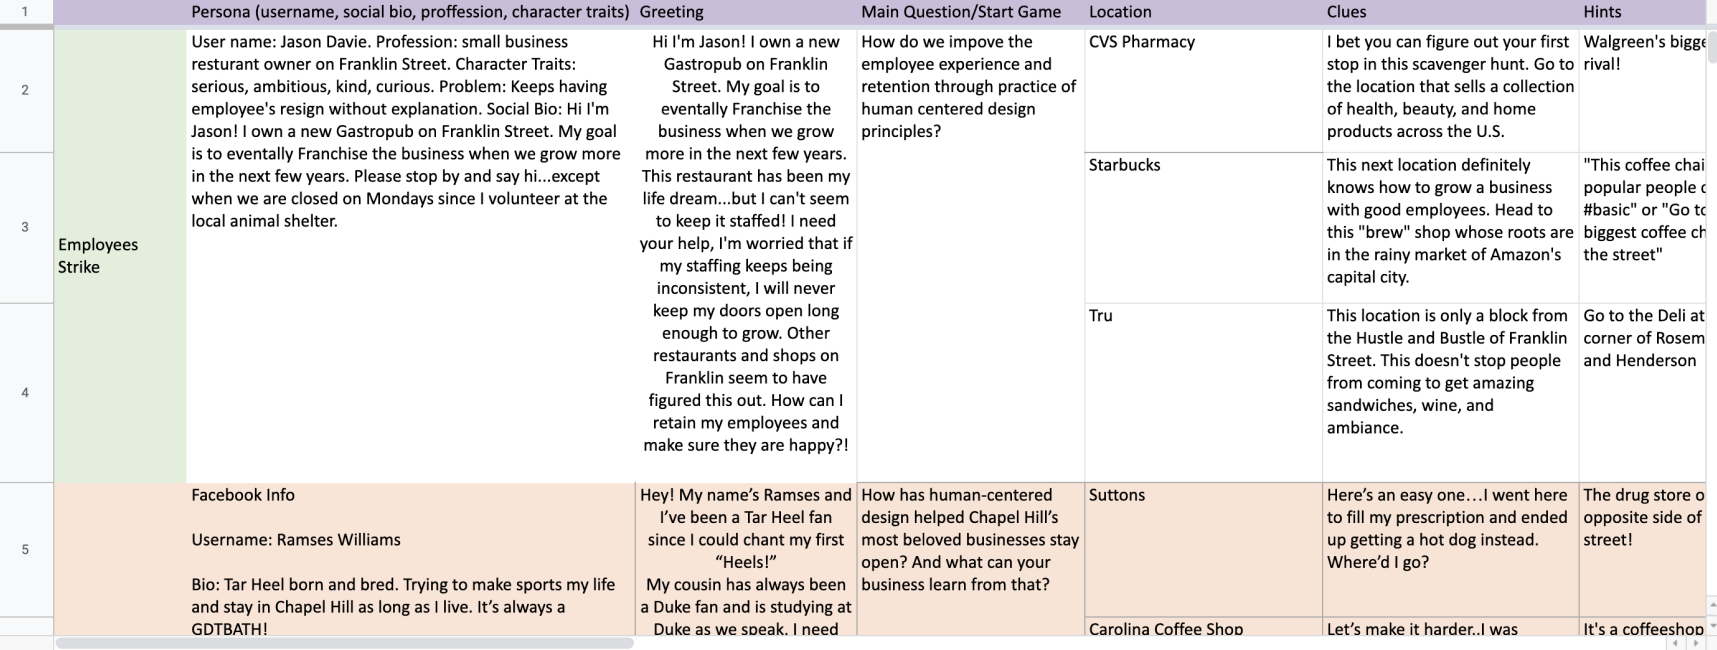 1
Persona (username, social bio, proffession, character traits)
Greeting
Main Question/Start Game
Location
Clues
Hints
2
3
4
Employees
Strike
User name: Jason Davie. Profession: small business
resturant owner on Franklin Street. Character Traits:
serious, ambitious, kind, curious. Problem: Keeps having
employee's resign without explanation. Social Bio: Hi I'm
Jason! I own a new Gastropub on Franklin Street. My goal
is to eventally Franchise the business when we grow more
in the next few years. Please stop by and say hi...except
when we are closed on Mondays since I volunteer at the
local animal shelter.
Hi I'm Jason! I own a new
Gastropub on Franklin
Street. My goal is to
eventally Franchise the
business when we grow
more in the next few years.
This restaurant has been my
life dream...but I can't seem
to keep it staffed! I need
your help, I'm worried that if
my staffing keeps being
inconsistent, I will never
keep my doors open long
enough to grow. Other
restaurants and shops on
Franklin seem to have
figured this out. How can I
retain my employees and
make sure they are happy?!
How do we impove the
employee experience and
retention through practice of
human centered design
principles?
CVS Pharmacy
I bet you can figure out your first
stop in this scavenger hunt. Go to
the location that sells a collection
of health, beauty, and home
products across the U.S.
Walgreen's
rival!
Starbucks
This next location definitely
knows how to grow a business
with good employees. Head to
this "brew" shop whose roots are
in the rainy market of Amazon's
capital city.
"This coffee
popular people
#basic" or "Go
biggest coffee
the street"
Tru
This location is only a block from
the Hustle and Bustle of Franklin
Street. This doesn't stop people
from coming to get amazing
sandwiches, wine, and
ambiance.
Go to the Deli at
corner of
and Henderson
5
Facebook Info
Username: Ramses Williams
Bio: Tar Heel born and bred. Trying to make sports my life
and stay in Chapel Hill as long as I live. It’s always a
GDTBATH!
Hey! My name’s Ramses and
I’ve been a Tar Heel fan
since I could chant my first
“Heels!”
My cousin has always been
a Duke fan and is studying at
Duke as we speak. I need
How has human-centered
design helped Chapel Hill’s
most beloved businesses stay
open? And what can your
business learn from that?
Suttons
Here’s an easy one…I went here
to fill my prescription and ended
up getting a hot dog instead.
Where’d I go?
The drug store
opposite side of
street!
Carolina Coffee Shop
Let’s make it harder..I was
It's a coffeeshop